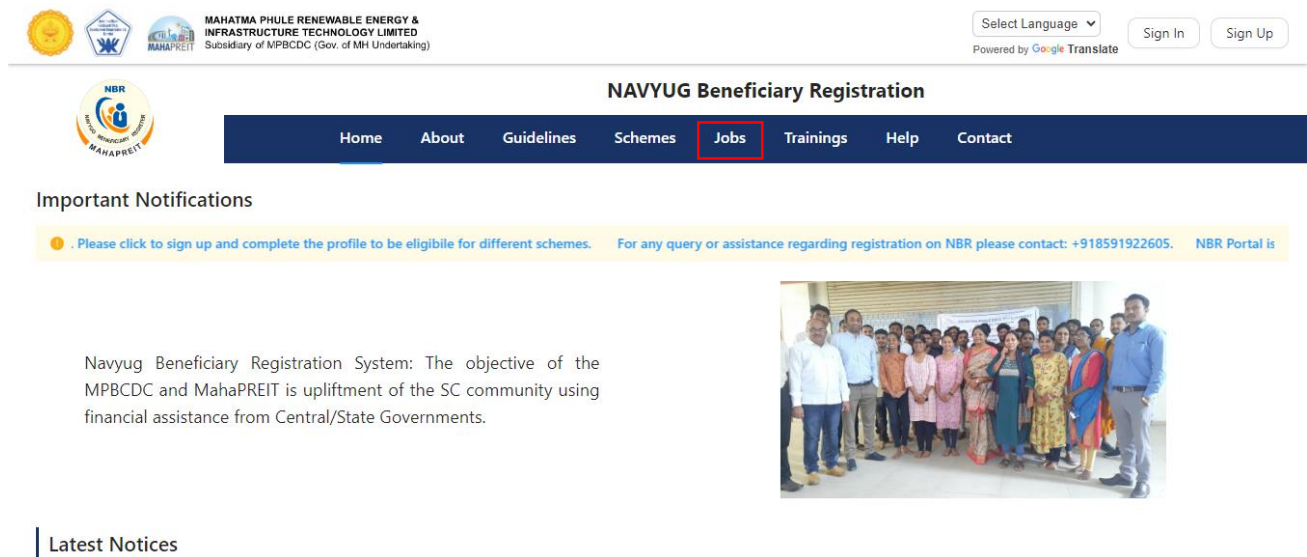 MAHAPREIT
MAHATMA PHULE RENEWABLE ENERGY &
INFRASTRUCTURE TECHNOLOGY LIMITED
Subsidiary of MPBCDC (Gov. of MH Undertaking)
Select Language
Powered by Google Translate
Sign In
Sign Up
NBR
NAVYUG BENEFICIARY REGISTER
MAHAPREIT
NAVYUG Beneficiary Registration
Home About Guidelines Schemes Jobs Trainings Help Contact
Important Notifications
. Please click to sign up and complete the profile to be eligibile for different schemes. For any query or assistance regarding registration on NBR please contact: +918591922605. NBR Portal is
Navyug Beneficiary Registration System: The objective of the
MPBCDC and MahaPREIT is upliftment of the SC community using
financial assistance from Central/State Governments.
Latest Notices